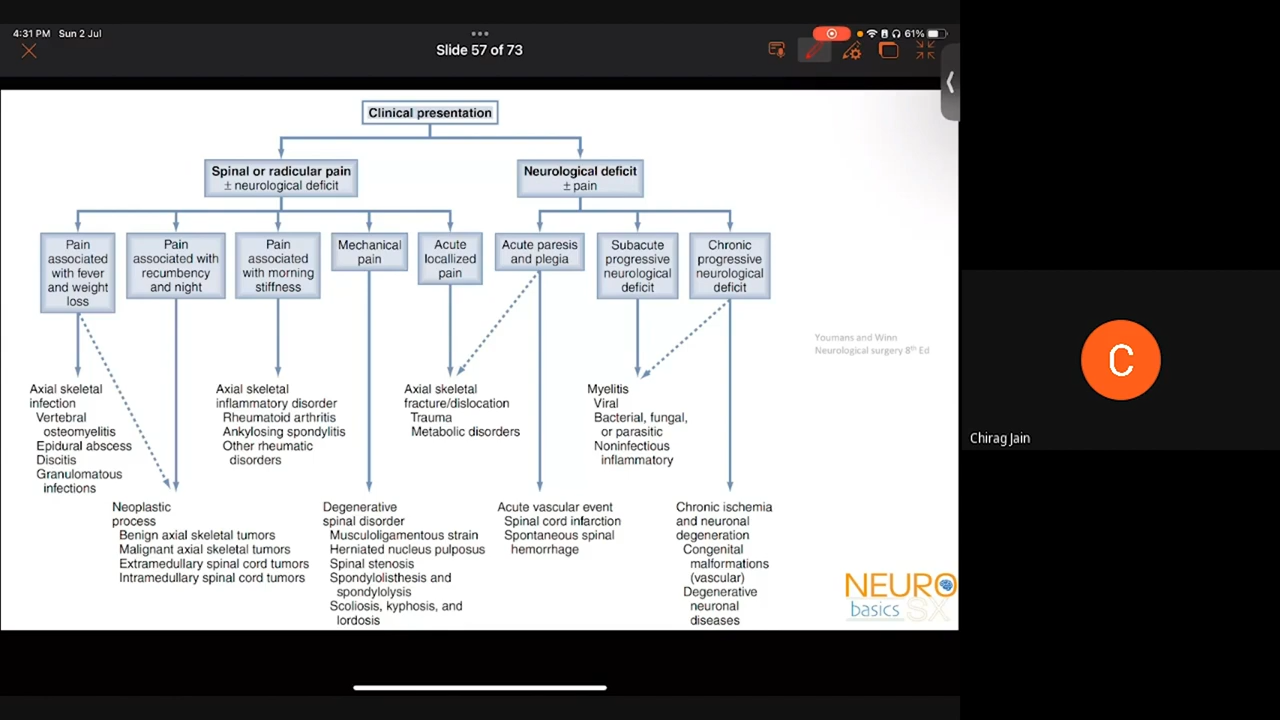 4:31 PM Sun 2 Jul
61%
Slide 57 of 73
Clinical presentation
Spinal or radicular pain
± neurological deficit
Neurological deficit
± pain
Pain
associated
with fever
and weight
loss
Pain
associated with
recumbency
and night
Pain
associated
with morning
stiffness
Mechanical
pain
Acute
locallized
pain
Acute paresis
and plegia
Subacute
progressive
neurological
deficit
Chronic
progressive
neurological
deficit
Youmans and Winn
Neurological surgery 8th Ed
Axial skeletal
infection
Vertebral
osteomyelitis
Epidural abscess
Discitis
Granulomatous
infections
Axial skeletal
inflammatory disorder
Rheumatoid arthritis
Ankylosing spondylitis
Other rheumatic
disorders
Axial skeletal
fracture/dislocation
Trauma
Metabolic disorders
Myelitis
Viral
Bacterial, fungal,
or parasitic
Noninfectious
inflammatory
Neoplastic
process
Benign axial skeletal tumors
Malignant axial skeletal tumors
Extramedullary spinal cord tumors
Intramedullary spinal cord tumors
Degenerative
spinal disorder
Musculoligamentous strain
Herniated nucleus pulposus
Spinal stenosis
Spondylolisthesis and
spondylolysis
Scoliosis, kyphosis, and
lordosis
Acute vascular event
Spinal cord infarction
Spontaneous spinal
hemorrhage
Chronic ischemia
and neuronal
degeneration
Congenital
malformations
(vascular)
Degenerative
neuronal
diseases
NEURO
basics SX
C
Chirag Jain